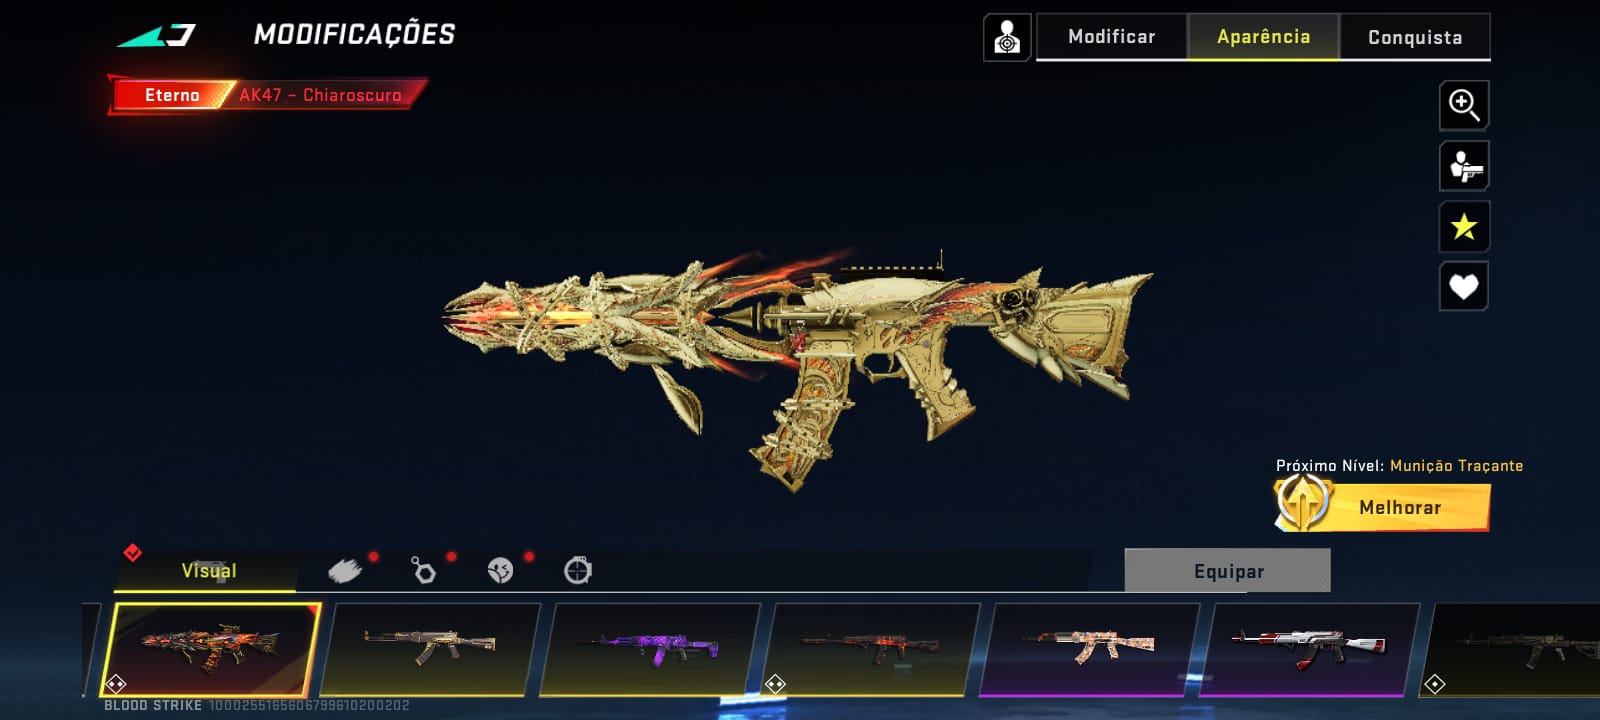 MODIFICAÇÕES
Modificar
Aparência
Conquista
Eterno
AK47 - Chiaroscuro
Próximo Nível: Munição Traçante
Melhorar
Visual
Equipar
BLOOD STRIKE 1000255165606799610200202